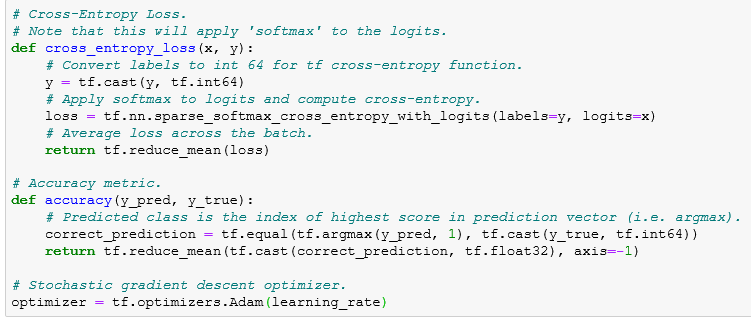 # Cross-Entropy Loss.
# Note that this will apply 'softmax' to the logits.
def cross_entropy_loss(x, y):
    # Convert labels to int 64 for tf cross-entropy function.
    y = tf.cast(y, tf.int64)
    # Apply softmax to logits and compute cross-entropy.
    loss = tf.nn.sparse_softmax_cross_entropy_with_logits(labels=y, logits=x)
    # Average loss across the batch.
    return tf.reduce_mean(loss)

# Accuracy metric.
def accuracy(y_pred, y_true):
    # Predicted class is the index of highest score in prediction vector (i.e. argmax).
    correct_prediction = tf.equal(tf.argmax(y_pred, 1), tf.cast(y_true, tf.int64))
    return tf.reduce_mean(tf.cast(correct_prediction, tf.float32), axis=-1)

# Stochastic gradient descent optimizer.
optimizer = tf.optimizers.Adam(learning_rate)